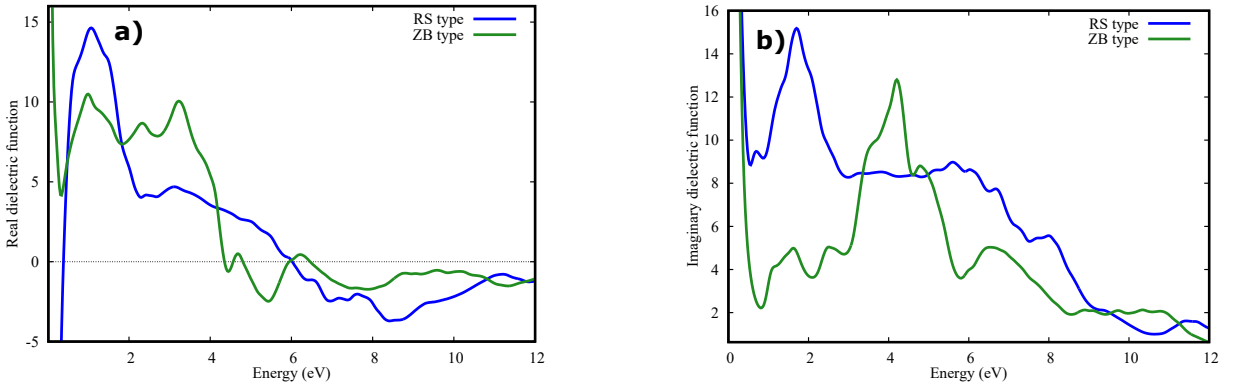 a)
RS type
ZB type
Real dielectric function
15
10
5
0
-5
2
4
6
8
10
12
Energy (eV)
b)
RS type
ZB type
Imaginary dielectric function
16
14
12
10
8
6
4
2
0
2
4
6
8
10
12
Energy (eV)